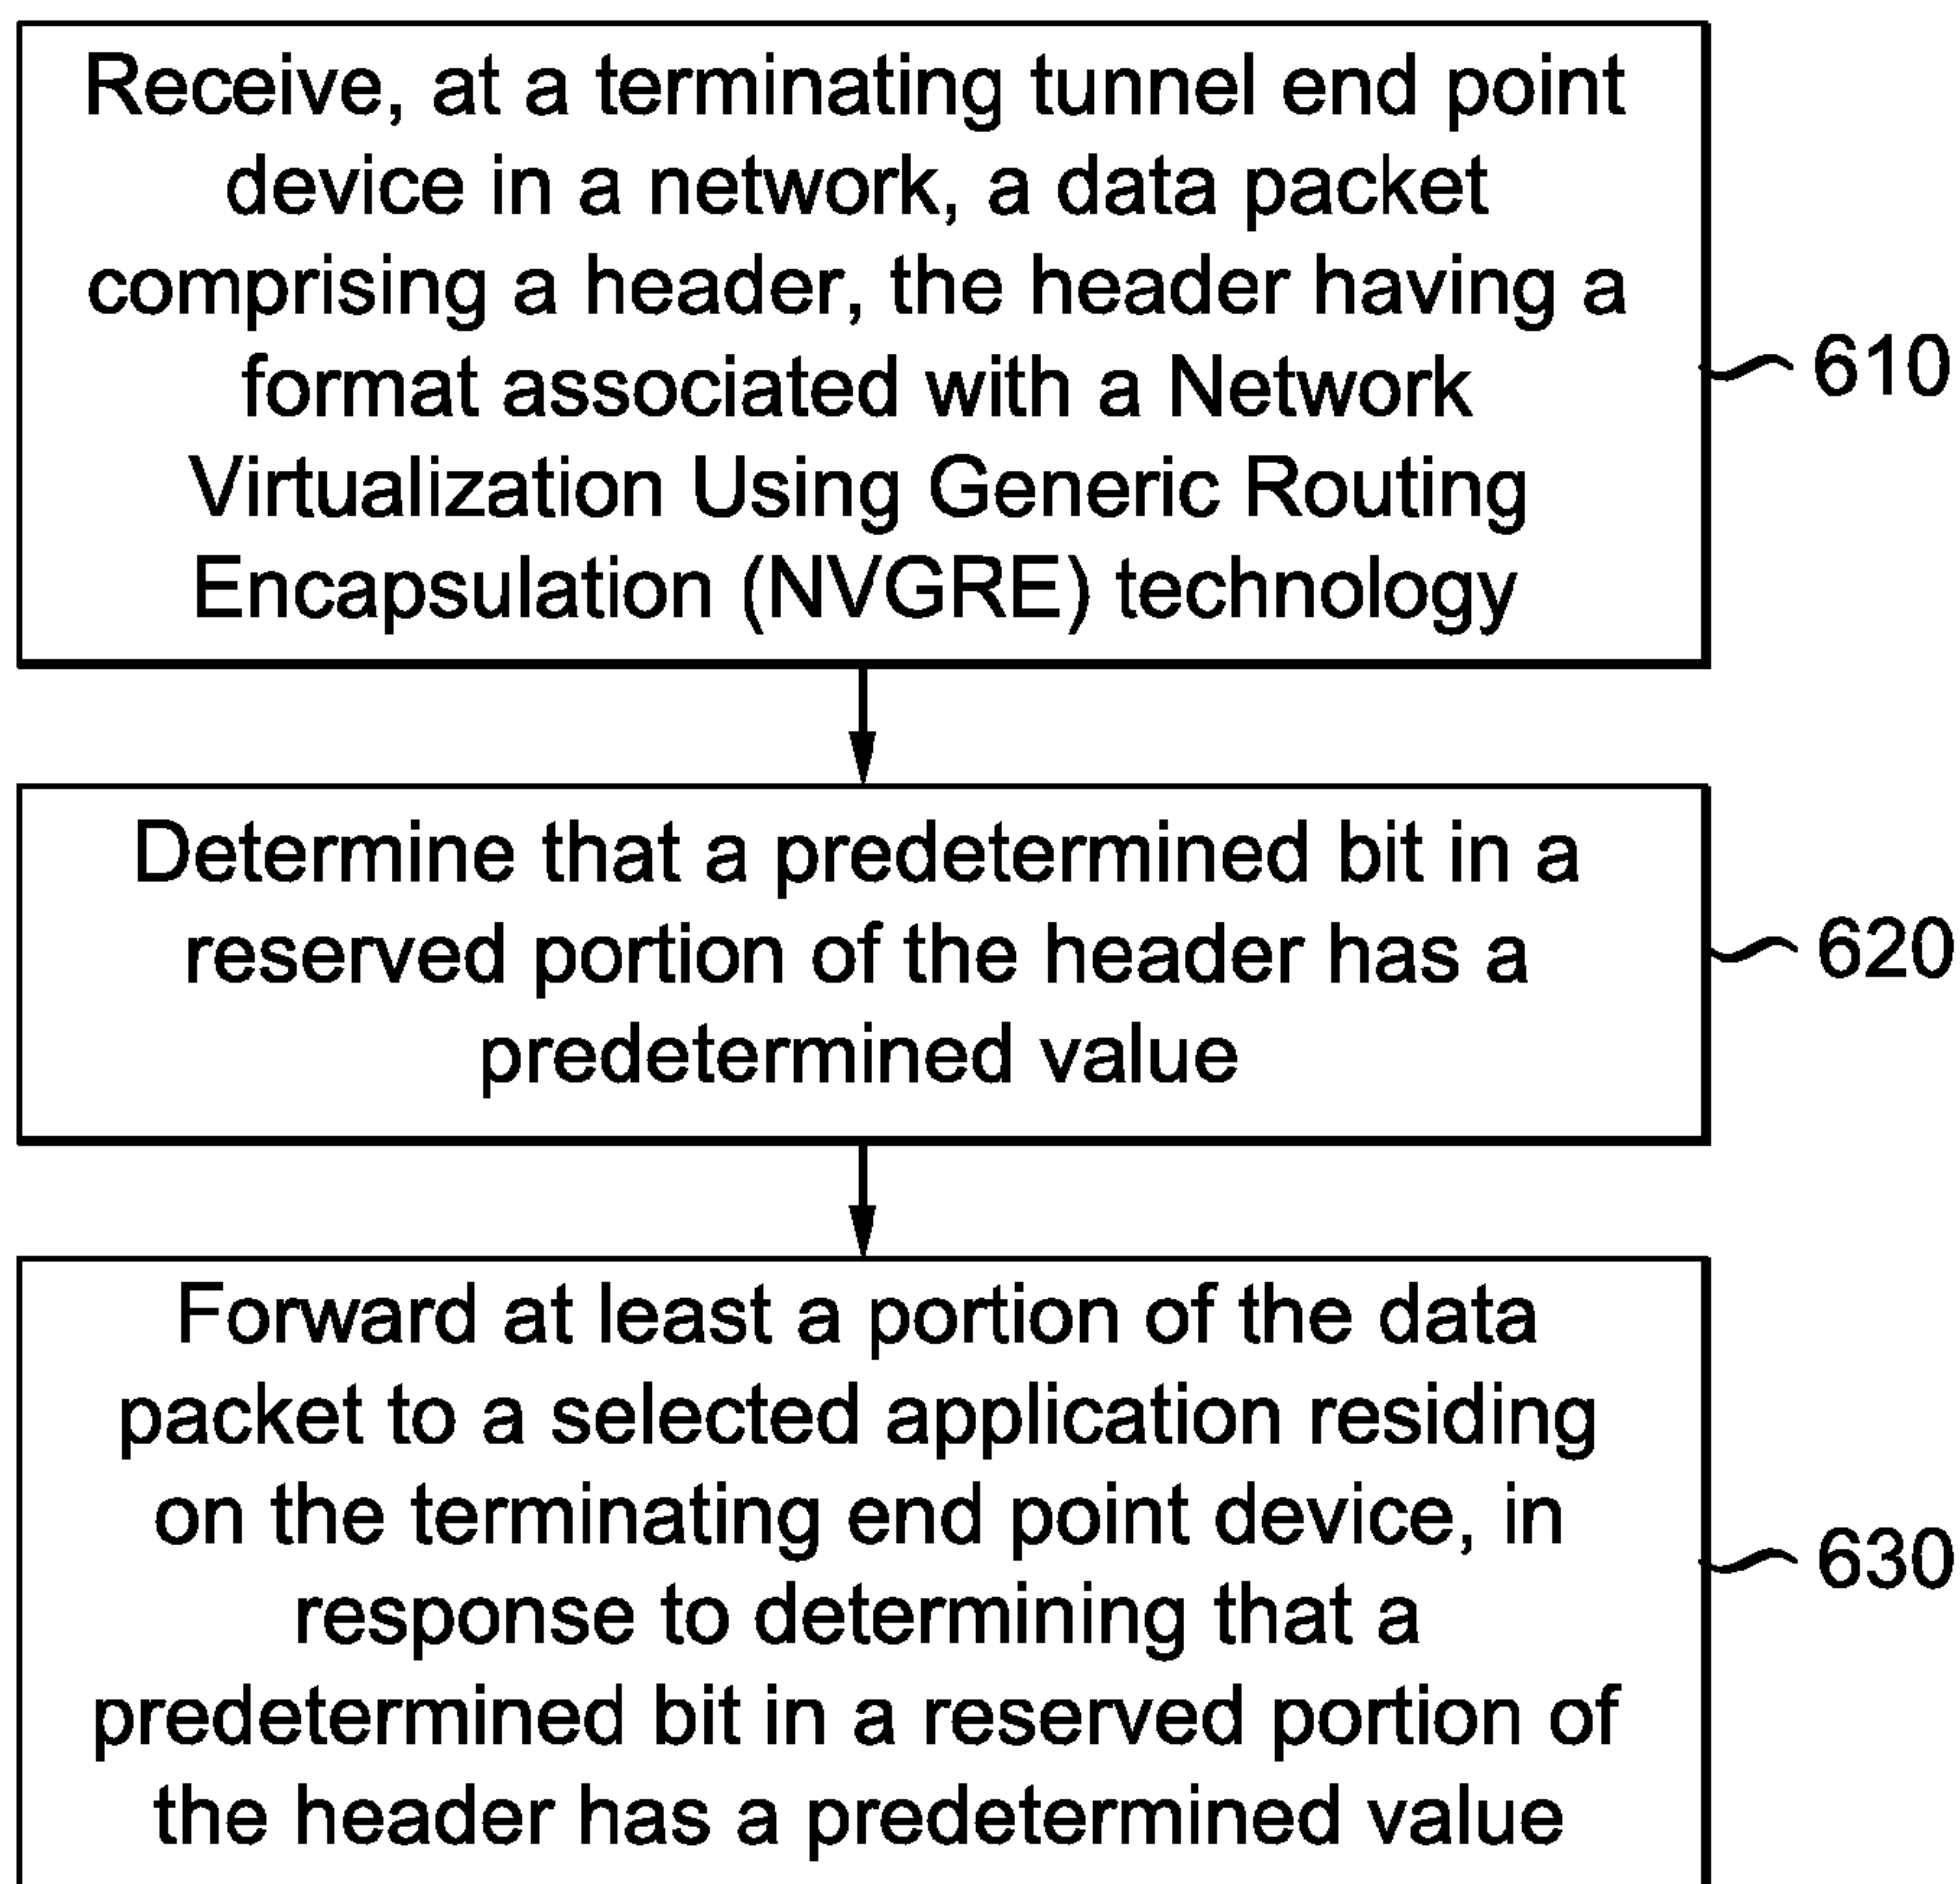 Receive, at a terminating tunnel end point
device in a network, a data packet
comprising a header, the header having a
format associated with a Network
Virtualization Using Generic Routing
Encapsulation (NVGRE) technology
610
Determine that a predetermined bit in a
reserved portion of the header has a
predetermined value
620
Forward at least a portion of the data
packet to a selected application residing
on the terminating end point device, in
response to determining that a
predetermined bit in a reserved portion of
the header has a predetermined value
630